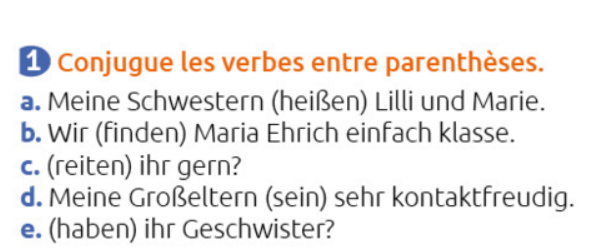 1 Conjugue les verbes entre parenthèses.
a. Meine Schwestern (heißen) Lilli und Marie.
b. Wir (finden) Maria Ehrich einfach klasse.
c. (reiten) ihr gern?
d. Meine Großeltern (sein) sehr kontaktfreudig.
e. (haben) ihr Geschwister?